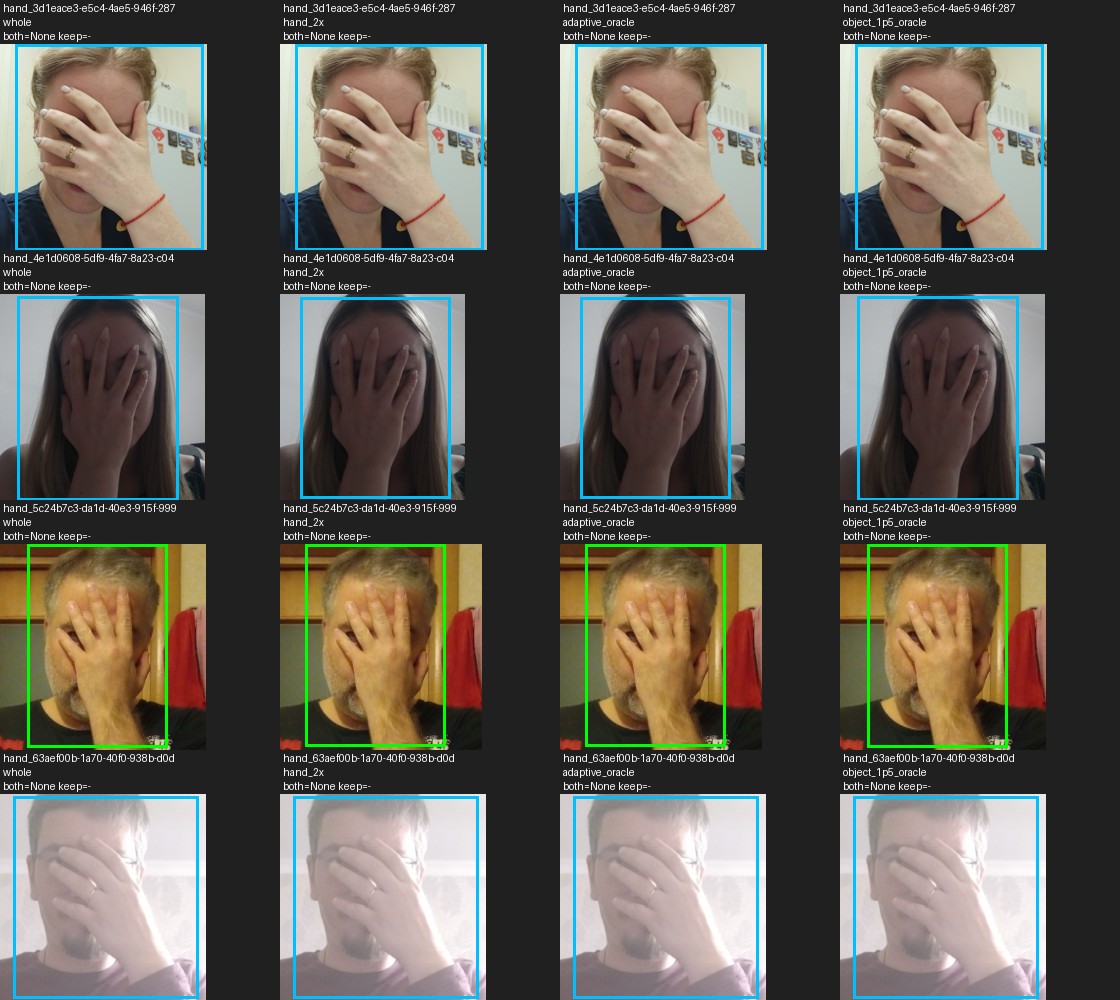 hand_3d1eace3-e5c4-4ae5-946f-287 hand_3d1eace3-e5c4-4ae5-946f-287 hand_3d1eace3-e5c4-4ae5-946f-287 hand_3d1eace3-e5c4-4ae5-946f-287
whole hand_2x adaptive_oracle object_1p5_oracle
both=None keep=- both=None keep=- both=None keep=- both=None keep=-
hand_4e1d0608-5df9-4fa7-8a23-c04 hand_4e1d0608-5df9-4fa7-8a23-c04 hand_4e1d0608-5df9-4fa7-8a23-c04 hand_4e1d0608-5df9-4fa7-8a23-c04
whole hand_2x adaptive_oracle object_1p5_oracle
both=None keep=- both=None keep=- both=None keep=- both=None keep=-
hand_5c24b7c3-da1d-40e3-915f-999 hand_5c24b7c3-da1d-40e3-915f-999 hand_5c24b7c3-da1d-40e3-915f-999 hand_5c24b7c3-da1d-40e3-915f-999
whole hand_2x adaptive_oracle object_1p5_oracle
both=None keep=- both=None keep=- both=None keep=- both=None keep=-
hand_63aef00b-1a70-40f0-938b-d0d hand_63aef00b-1a70-40f0-938b-d0d hand_63aef00b-1a70-40f0-938b-d0d hand_63aef00b-1a70-40f0-938b-d0d
whole hand_2x adaptive_oracle object_1p5_oracle
both=None keep=- both=None keep=- both=None keep=- both=None keep=-